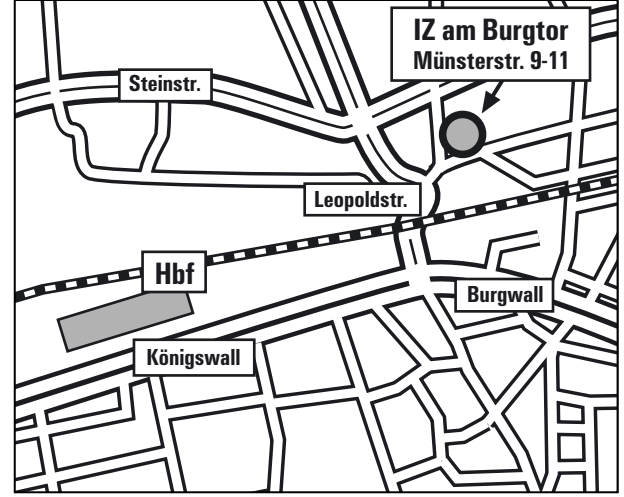 IZ am Burgtor
Münsterstr. 9-11
Steinstr.
Leopoldstr.
Hbf
Burgwall
Königswall